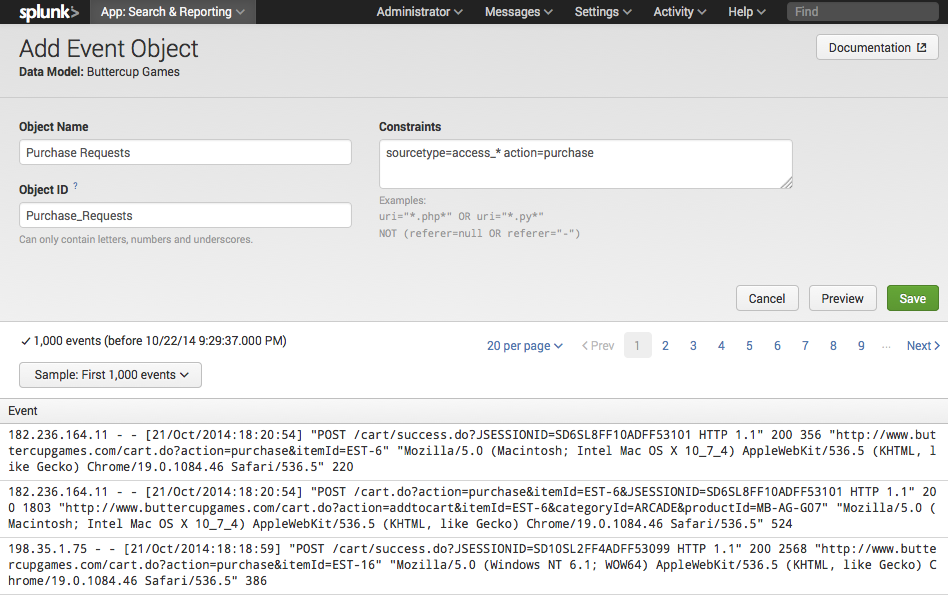 splunk> App: Search & Reporting Administrator Messages Settings Activity Help Find
Add Event Object Documentation
Data Model: Buttercup Games
Object Name
Purchase Requests
Object ID ?
Purchase_Requests
Can only contain letters, numbers and underscores.
Constraints
sourcetype=access_* action=purchase
Examples:
uri="*.php*" OR uri="*.py*"
NOT (referer=null OR referer="-")
Cancel Preview Save
1,000 events (before 10/22/14 9:29:37.000 PM)
20 per page < Prev 1 2 3 4 5 6 7 8 9 ... Next >
Sample: First 1,000 events
Event
182.236.164.11 - - [21/Oct/2014:18:20:54] "POST /cart/success.do?JSESSIONID=SD6SL8FF10ADFF53101 HTTP 1.1" 200 356 "http://www.but
tercupgames.com/cart.do?action=purchase&itemId=EST-6" "Mozilla/5.0 (Macintosh; Intel Mac OS X 10_7_4) AppleWebKit/536.5 (KHTML, l
ike Gecko) Chrome/19.0.1084.46 Safari/536.5" 220
182.236.164.11 - - [21/Oct/2014:18:20:54] "POST /cart.do?action=purchase&itemId=EST-6&JSESSIONID=SD6SL8FF10ADFF53101 HTTP 1.1" 20
0 1803 "http://www.buttercupgames.com/cart.do?action=addtocart&itemId=EST-6&categoryId=ARCADE&productId=MB-AG-G07" "Mozilla/5.0 (
Macintosh; Intel Mac OS X 10_7_4) AppleWebKit/536.5 (KHTML, like Gecko) Chrome/19.0.1084.46 Safari/536.5" 524
198.35.1.75 - - [21/Oct/2014:18:18:59] "POST /cart/success.do?JSESSIONID=SD10SL2FF4ADFF53099 HTTP 1.1" 200 2568 "http://www.butte
rcupgames.com/cart.do?action=purchase&itemId=EST-16" "Mozilla/5.0 (Windows NT 6.1; WOW64) AppleWebKit/536.5 (KHTML, like Gecko) C
hrome/19.0.1084.46 Safari/536.5" 386